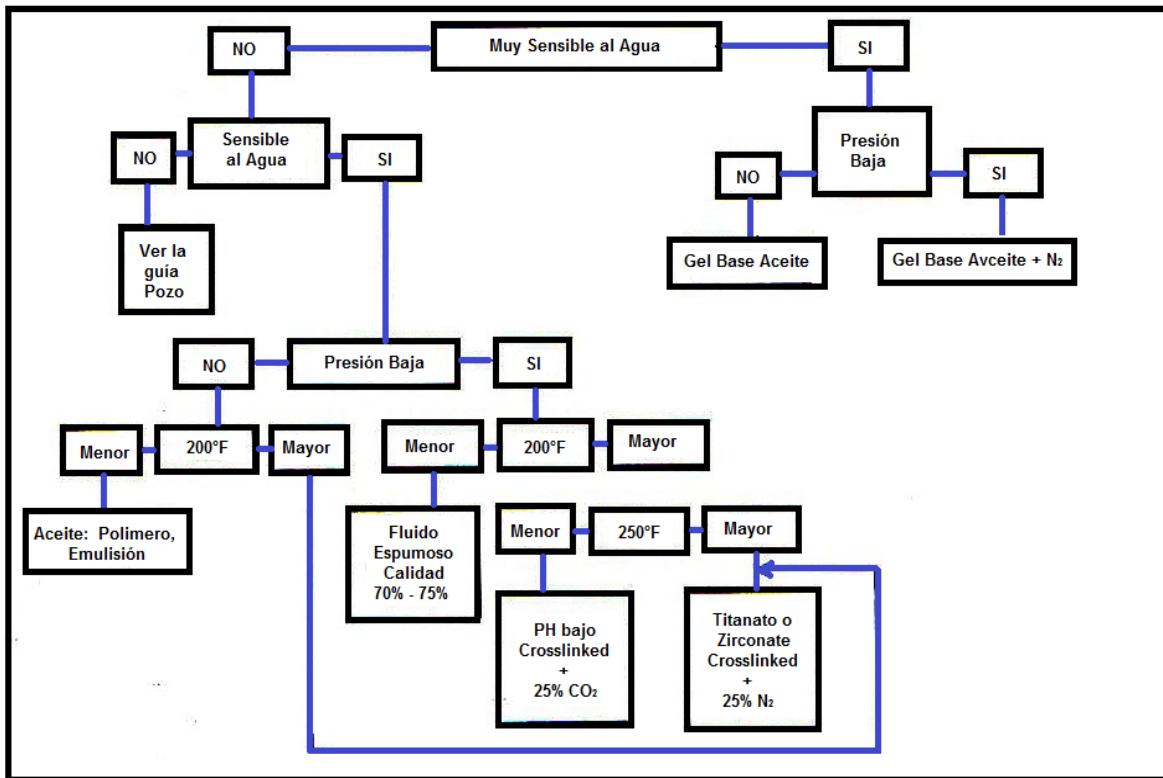 NO
Muy Sensible al Agua
SI
Sensible
al Agua
NO
SI
Presión
Baja
NO
SI
Ver la
guía
Pozo
Gel Base Aceite
Gel Base Avceite + N₂
NO
Presión Baja
SI
Menor
200°F
Mayor
Menor
200°F
Mayor
Aceite: Polimero,
Emulisión
Fluido
Espumoso
Calidad
70% - 75%
Menor
250°F
Mayor
PH bajo
Crosslinked
+
25% CO₂
Titanato o
Zirconate
Crosslinked
+
25% N₂